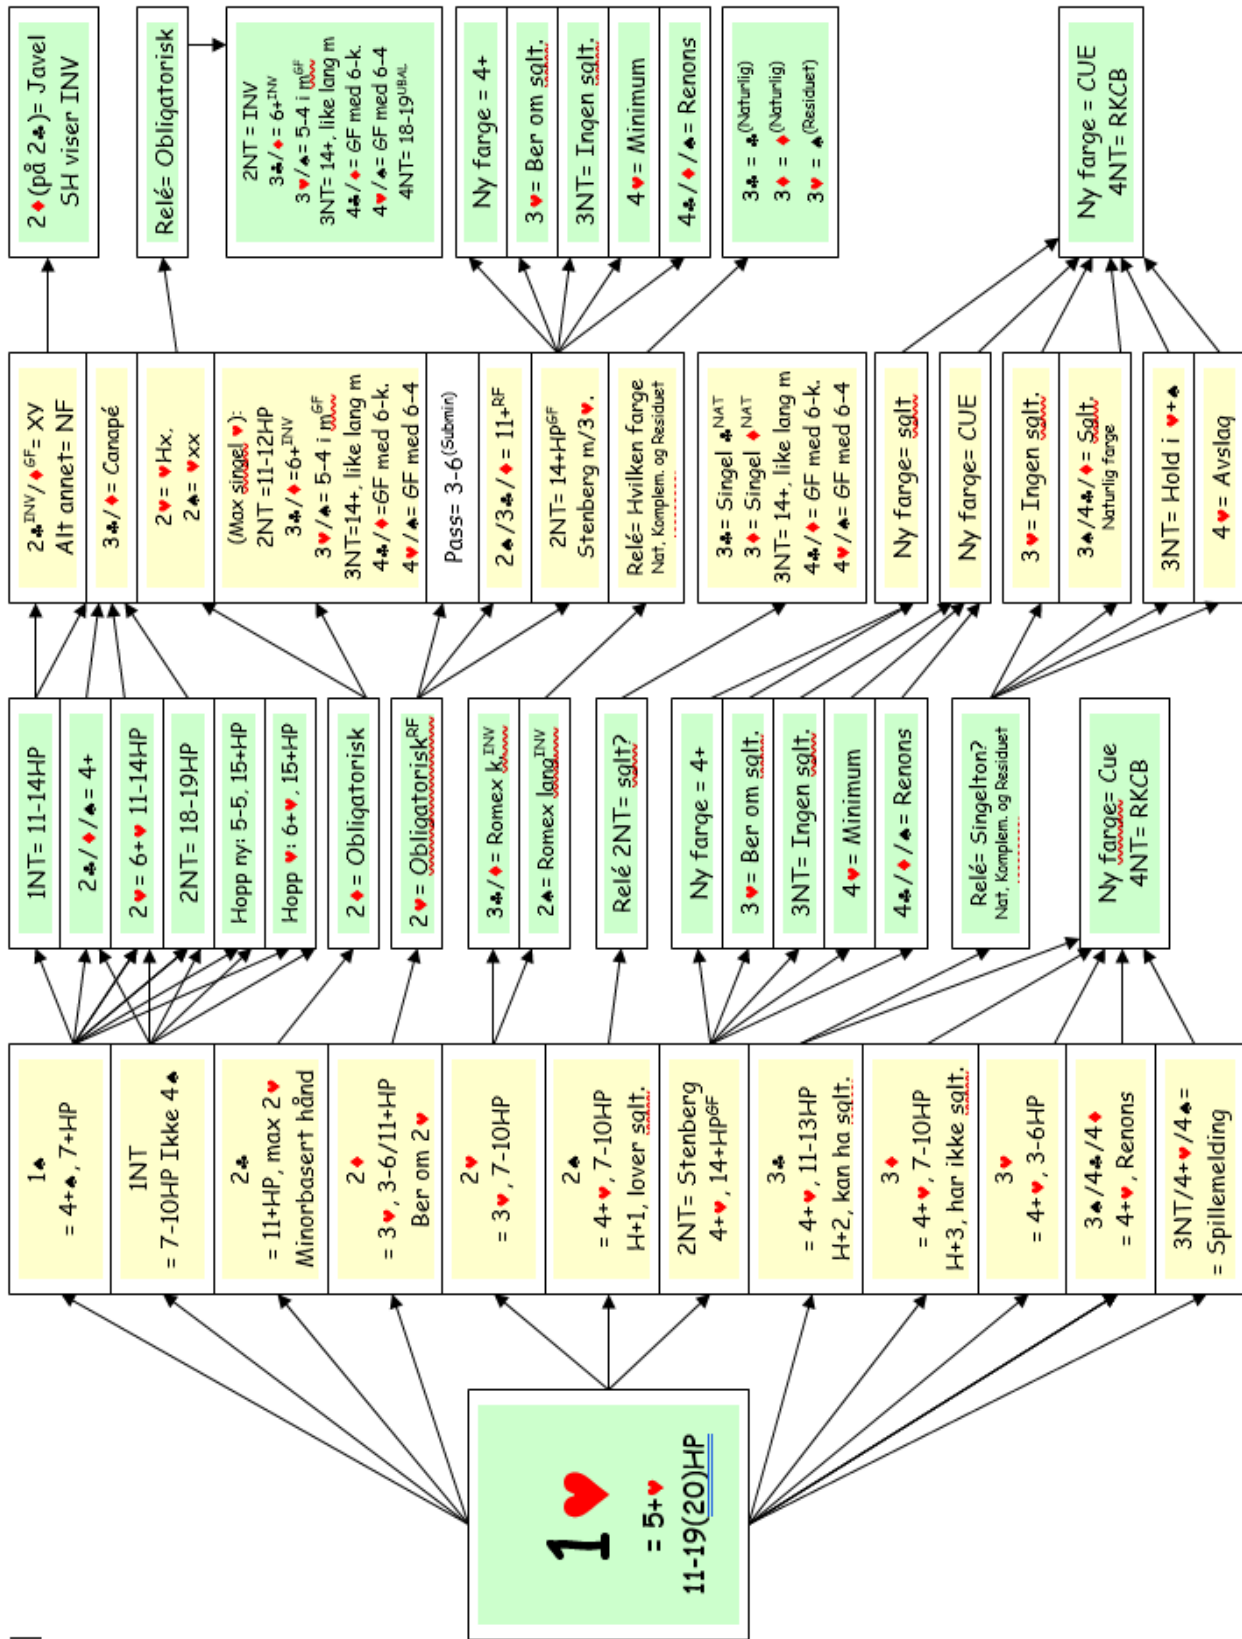 1♥
= 5+♥
11-19(20)HP
1♠
= 4+♠, 7+HP
1NT
= 7-10HP Ikke 4♠
2♣
= 11+HP, max 2♥
Minorbasert hånd
2♦
= 3♥, 3-6/11+HP
Ber om 2♥
2♥
= 3♥, 7-10HP
2♠
= 4+♥, 7-10HP
H+1, lover sglt.
2NT= Stenberg
4+♥, 14+HPGF
3♣
= 4+♥, 11-13HP
H+2, kan ha sglt.
3♦
= 4+♥, 7-10HP
H+3, har ikke sglt.
3♥
= 4+♥, 3-6HP
3♠/4♣/4♦
= 4+♥, Renons
3NT/4+♥/4♠=
= Spillemelding
1NT= 11-14HP
2♣/♦/♠= 4+
2♥= 6+♥ 11-14HP
2NT= 18-19HP
Hopp ny: 5-5, 15+HP
Hopp ♥: 6+♥, 15+HP
2♦= Obligatorisk
2♥= ObligatoriskRF
3♣/♦= Romex k.INV
2♠= Romex langINV
Relé 2NT= sglt?
Ny farge = 4+
3♥= Ber om sglt.
3NT= Ingen sglt.
4♥= Minimum
4♣/♦/♠= Renons
Relé= Singelton?
Nat, Komplem. og Residuet
Ny farge= Cue
4NT= RKCB
2♣INV/♦GF= XY
Alt annet= NF
3♣/♦= Canapé
2♥= ♥Hx,
2♠= ♥xx
(Max singel ♥):
2NT =11-12HP
3♣/♦=6+INV
3♥/♠= 5-4 i mGF
3NT=14+, like lang m
4♣/♦=GF med 6-k.
4♥/♠= GF med 6-4
Pass= 3-6(Submin)
2♠/3♣/♦= 11+RF
2NT= 14+HPGF
Stenberg m/3♥.
Relé= Hvilken farge
Nat, Komplem. og Residuet
3♣= Singel ♣NAT
3♦= Singel ♦NAT
3NT= 14+, like lang m
4♣/♦= GF med 6-k.
4♥/♠= GF med 6-4
Ny farge= sglt
Ny farge= CUE
3♥= Ingen sglt.
3♠/4♣/♦= Sglt.
Naturlig farge
3NT= Hold i ♥+♠
4♥= Avslag
2♦(på 2♣)= Javel
SH viser INV
Relé= Obligatorisk
2NT = INV
3♣/♦= 6+INV
3♥/♠= 5-4 i mGF
3NT= 14+, like lang m
4♣/♦= GF med 6-k.
4♥/♠= GF med 6-4
4NT= 18-19UBAL
Ny farge = 4+
3♥= Ber om sglt.
3NT= Ingen sglt.
4♥= Minimum
4♣/♦/♠= Renons
3♣ = ♣(Naturlig)
3♦ = ♦(Naturlig)
3♥ = ♠(Residuet)
Ny farge = CUE
4NT= RKCB